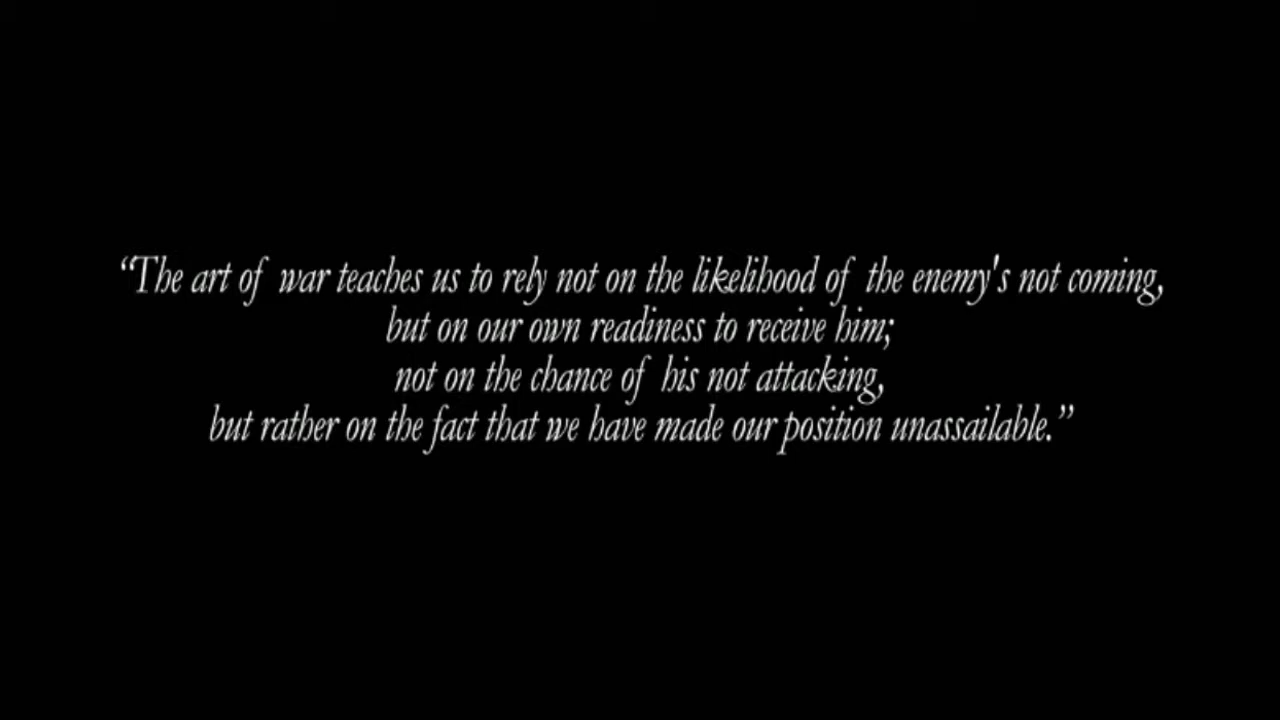 “The art of war teaches us to rely not on the likelihood of the enemy's not coming,
but on our own readiness to receive him;
not on the chance of his not attacking,
but rather on the fact that we have made our position unassailable.”